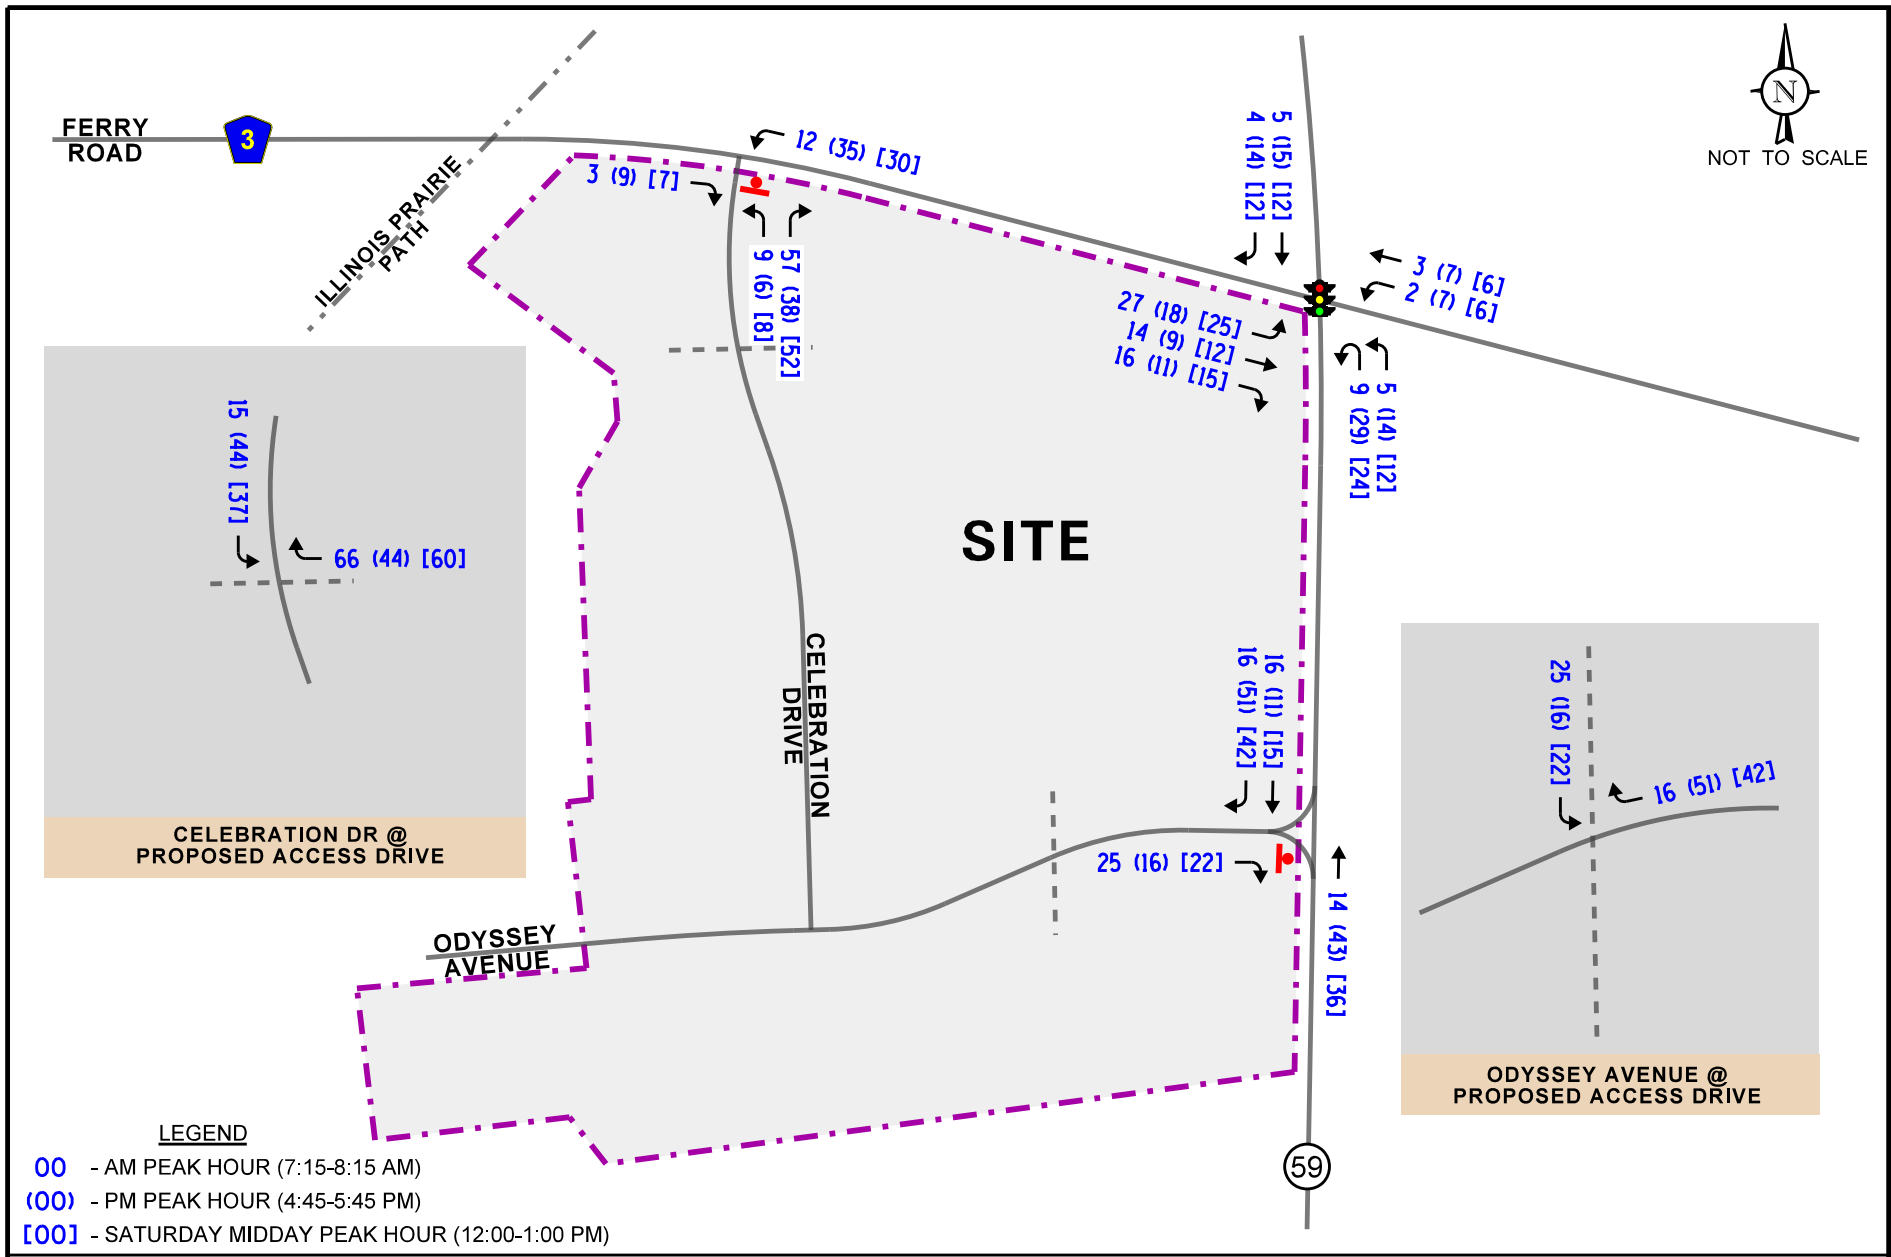 FERRY
ROAD
3
ILLINOIS PRAIRIE
PATH
12 (35) [30]
3 (9) [7]
9 (6) [8]
57 (38) [52]
4 (14) [12]
5 (15) [12]
N
NOT TO SCALE
3 (7) [6]
2 (7) [6]
27 (18) [25]
14 (9) [12]
16 (11) [15]
9 (29) [24]
5 (14) [12]
15 (44) [37]
66 (44) [60]
CELEBRATION DR @
PROPOSED ACCESS DRIVE
SITE
CELEBRATION
DRIVE
16 (51) [42]
16 (11) [15]
25 (16) [22]
14 (43) [36]
25 (16) [22]
16 (51) [42]
ODYSSEY AVENUE @
PROPOSED ACCESS DRIVE
ODYSSEY
AVENUE
59
LEGEND
00 - AM PEAK HOUR (7:15-8:15 AM)
(00) - PM PEAK HOUR (4:45-5:45 PM)
[00] - SATURDAY MIDDAY PEAK HOUR (12:00-1:00 PM)